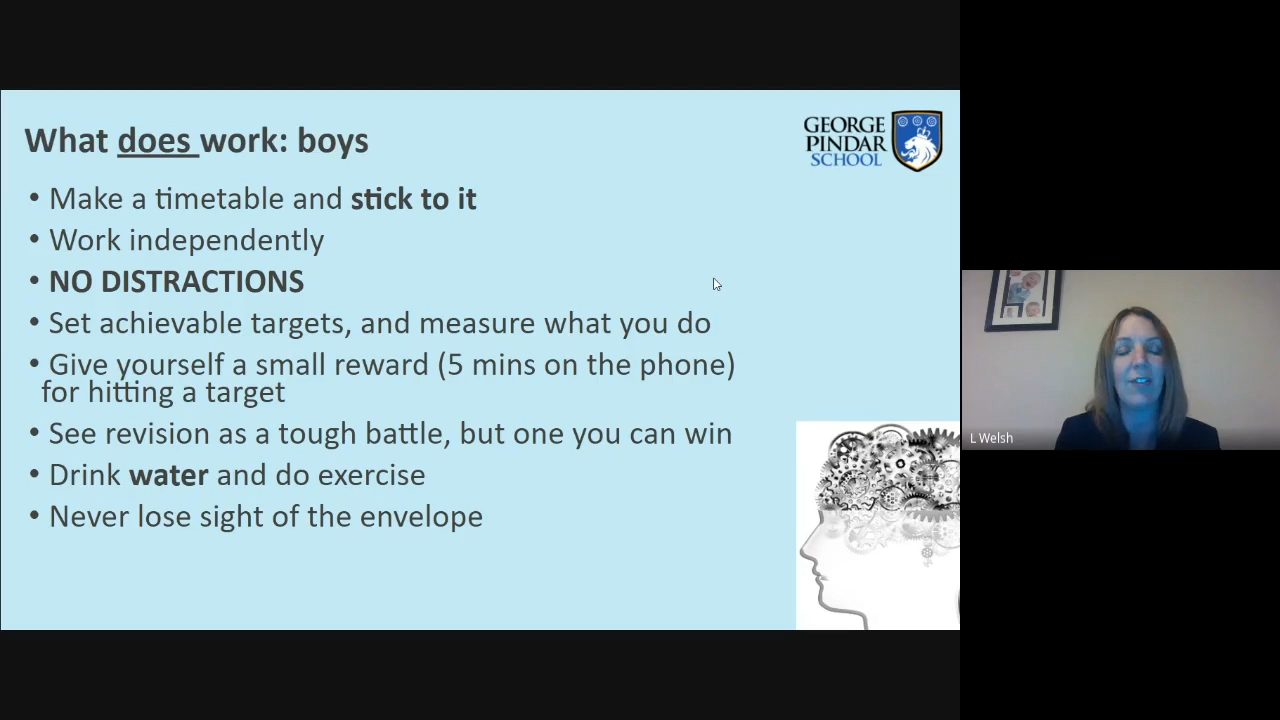 What does work: boys
GEORGE
PINDAR
SCHOOL
• Make a timetable and stick to it
• Work independently
• NO DISTRACTIONS
• Set achievable targets, and measure what you do
• Give yourself a small reward (5 mins on the phone)
for hitting a target
• See revision as a tough battle, but one you can win
• Drink water and do exercise
• Never lose sight of the envelope
L Welsh